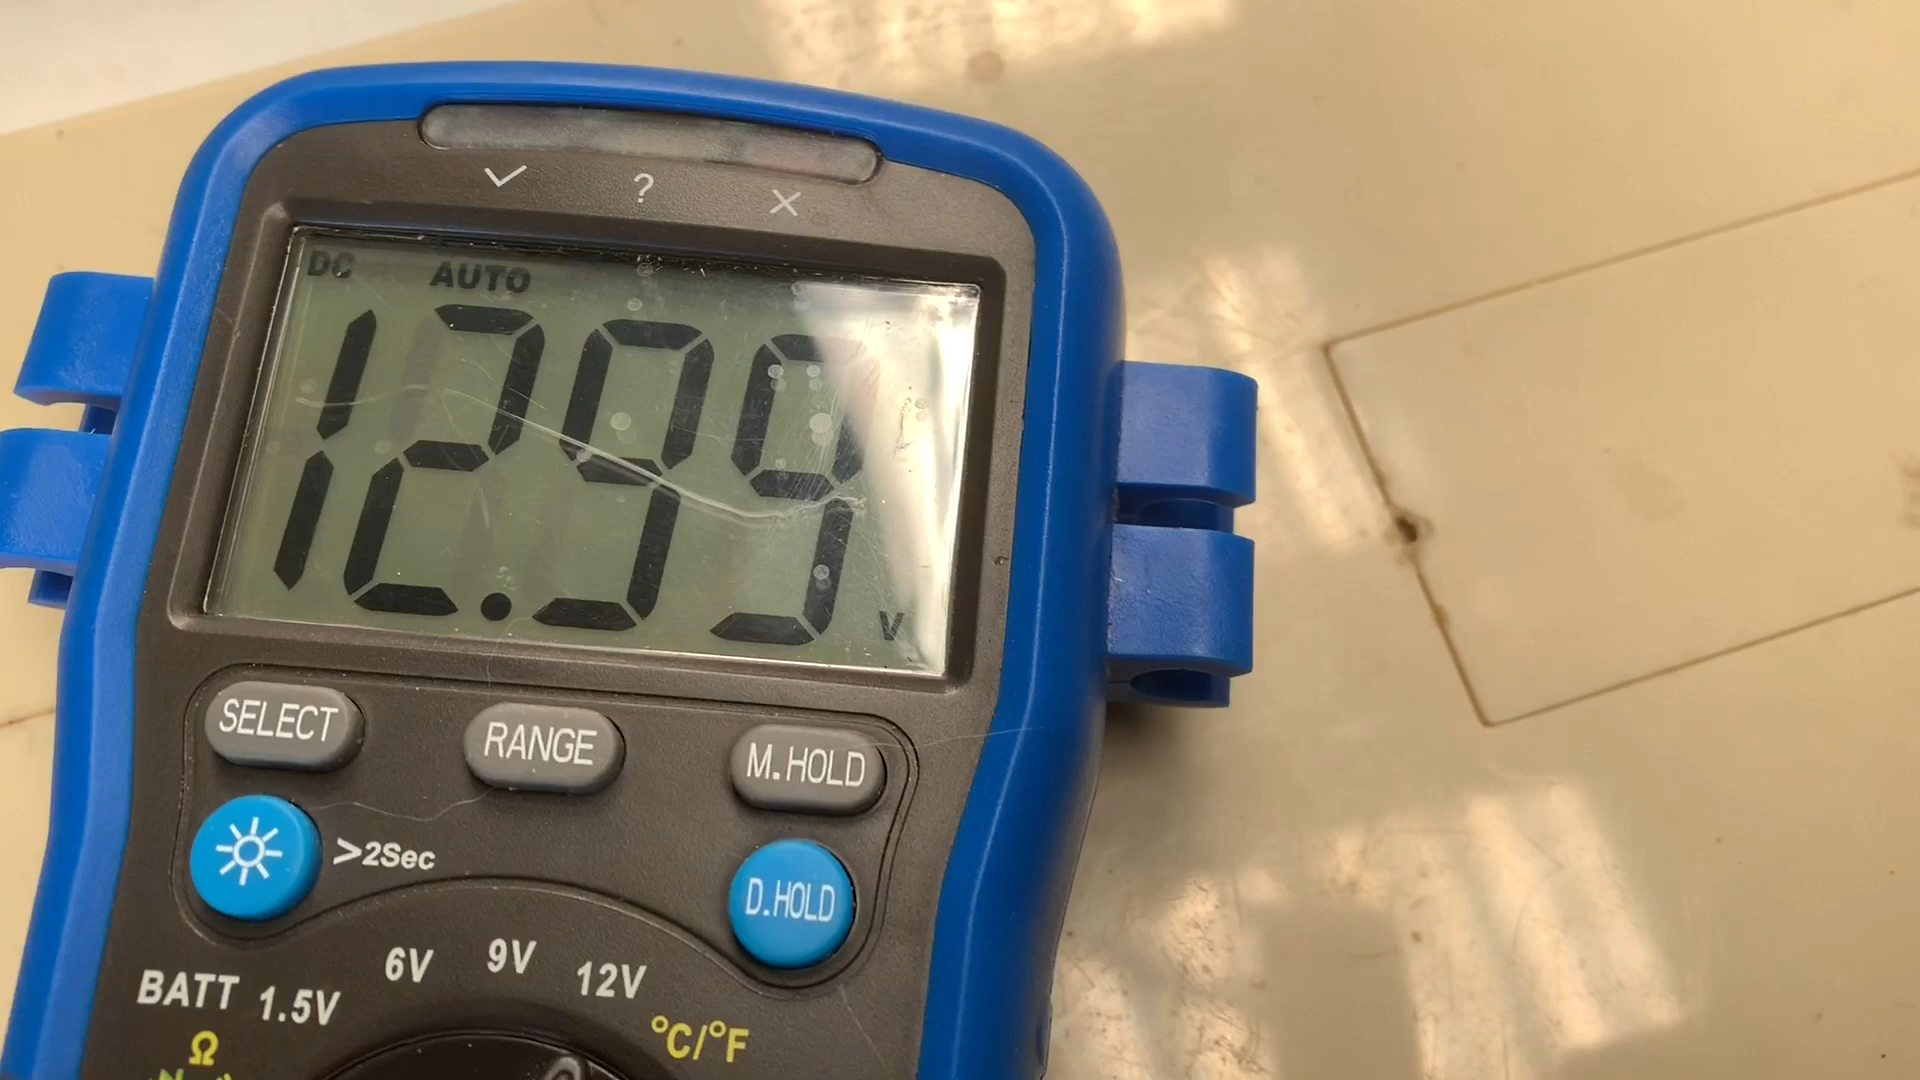 ✓ ? ✕
DC AUTO
12.99 V
SELECT RANGE M.HOLD
>2Sec D.HOLD
BATT 1.5V 6V 9V 12V
Ω °C/°F